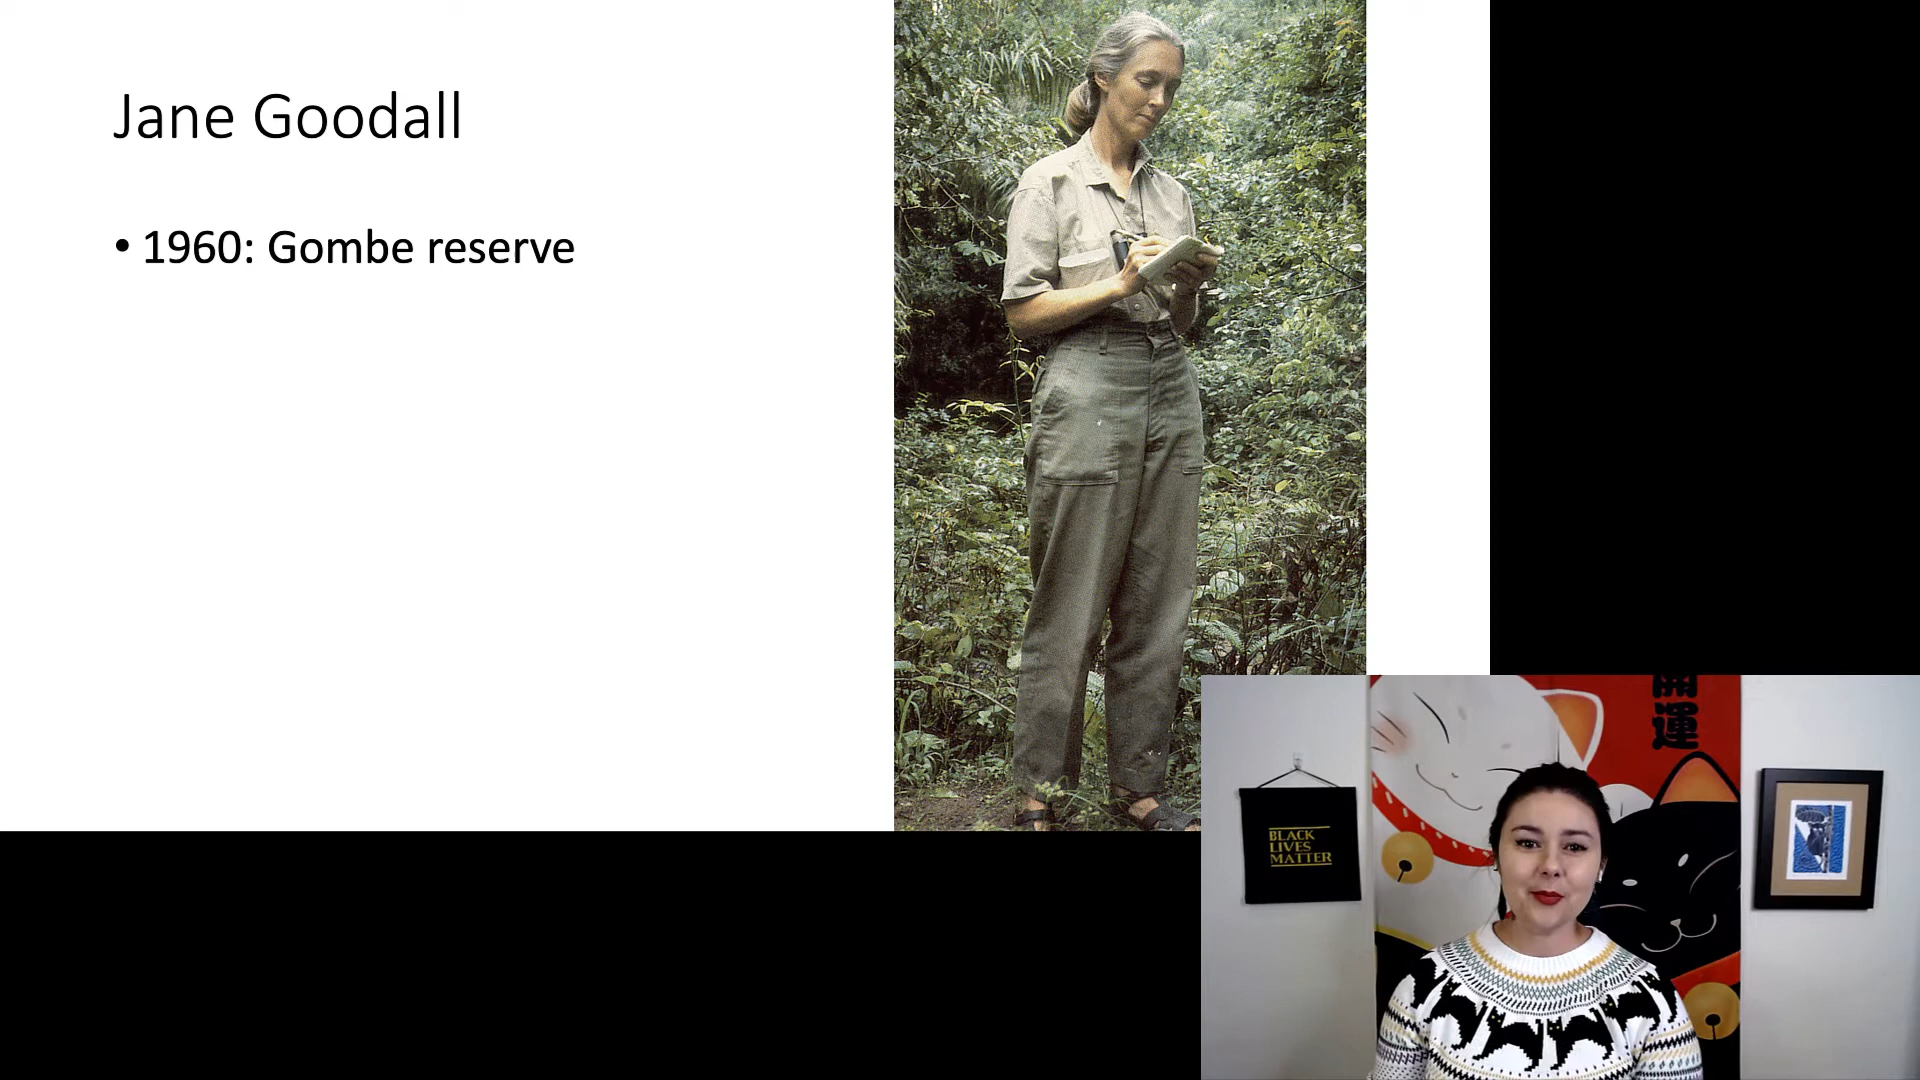 Jane Goodall
• 1960: Gombe reserve
開
運
BLACK
LIVES
MATTER